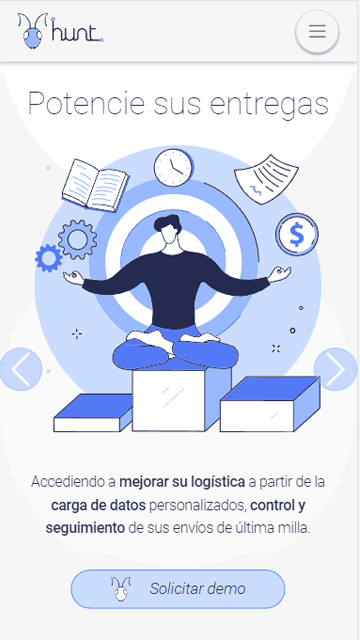 hunt.
Potencie sus entregas
$
Accediendo a mejorar su logística a partir de la
carga de datos personalizados, control y
seguimiento de sus envíos de última milla.
Solicitar demo